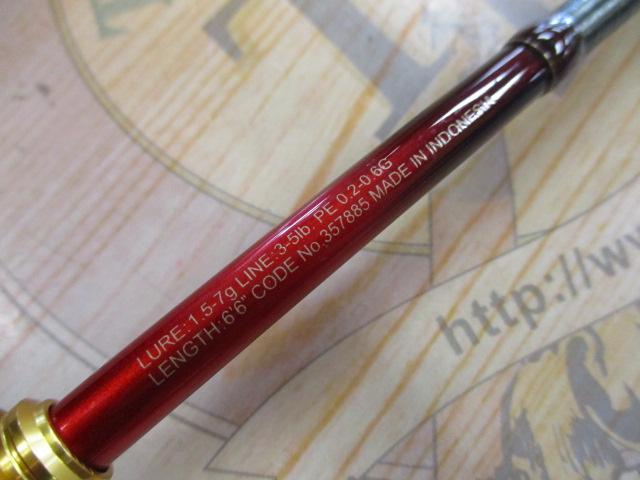 LURE:1.5-7g LINE:3-5lb PE 0.2-0.6G
LENGTH:6'6" CODE No.357885 MADE IN INDONESIA
http://w